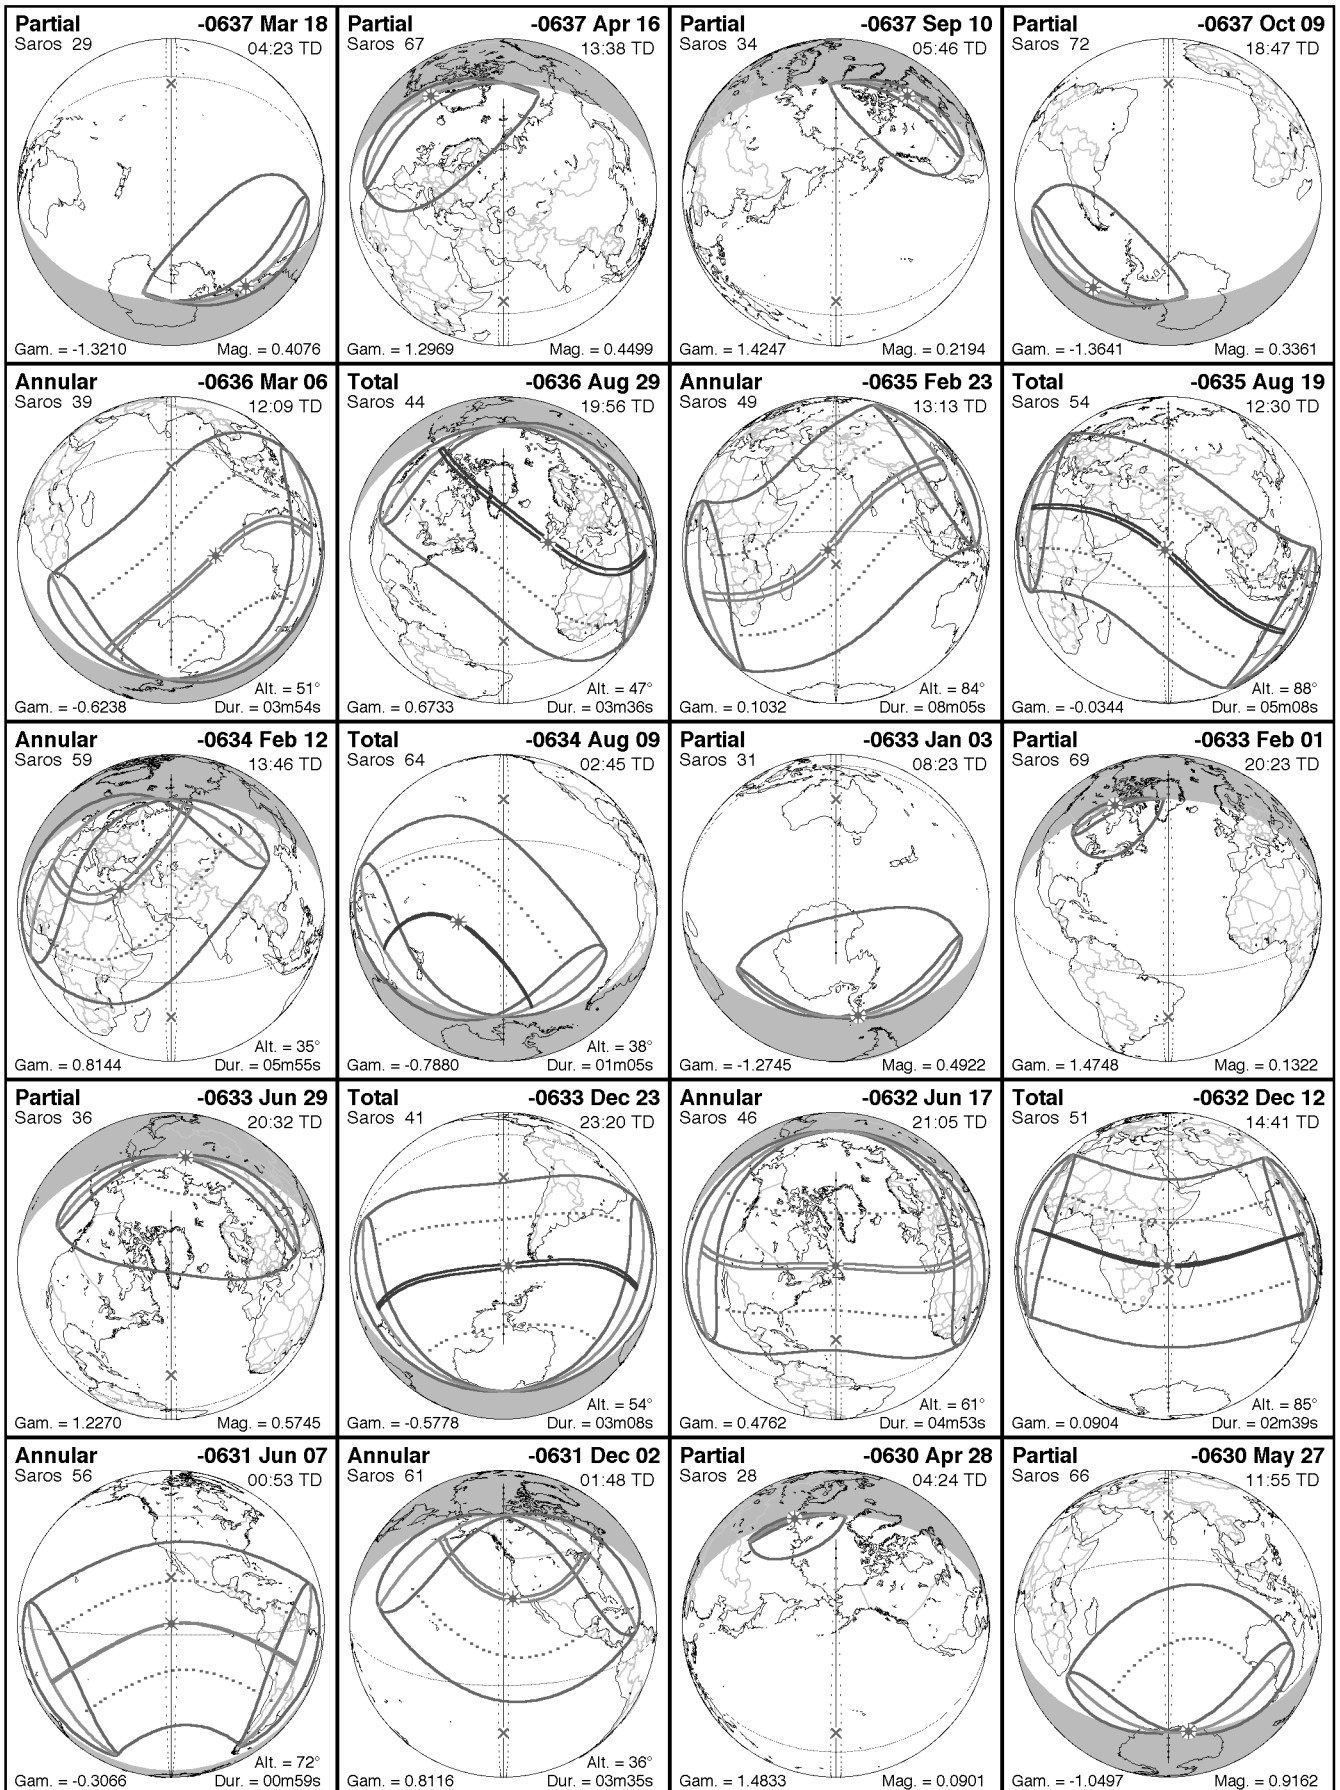 Partial -0637 Mar 18
Saros 29 04:23 TD
Gam. = -1.3210 Mag. = 0.4076
Partial -0637 Apr 16
Saros 67 13:38 TD
Gam. = 1.2969 Mag. = 0.4499
Partial -0637 Sep 10
Saros 34 05:46 TD
Gam. = 1.4247 Mag. = 0.2194
Partial -0637 Oct 09
Saros 72 18:47 TD
Gam. = -1.3641 Mag. = 0.3361
Annular -0636 Mar 06
Saros 39 12:09 TD
Alt. = 51°
Gam. = -0.6238 Dur. = 03m54s
Total -0636 Aug 29
Saros 44 19:56 TD
Alt. = 47°
Gam. = 0.6733 Dur. = 03m36s
Annular -0635 Feb 23
Saros 49 13:13 TD
Alt. = 84°
Gam. = 0.1032 Dur. = 08m05s
Total -0635 Aug 19
Saros 54 12:30 TD
Alt. = 88°
Gam. = -0.0344 Dur. = 05m08s
Annular -0634 Feb 12
Saros 59 13:46 TD
Alt. = 35°
Gam. = 0.8144 Dur. = 05m55s
Total -0634 Aug 09
Saros 64 02:45 TD
Alt. = 38°
Gam. = -0.7880 Dur. = 01m05s
Partial -0633 Jan 03
Saros 31 08:23 TD
Gam. = -1.2745 Mag. = 0.4922
Partial -0633 Feb 01
Saros 69 20:23 TD
Gam. = 1.4748 Mag. = 0.1322
Partial -0633 Jun 29
Saros 36 20:32 TD
Gam. = 1.2270 Mag. = 0.5745
Total -0633 Dec 23
Saros 41 23:20 TD
Alt. = 54°
Gam. = -0.5778 Dur. = 03m08s
Annular -0632 Jun 17
Saros 46 21:05 TD
Alt. = 61°
Gam. = 0.4762 Dur. = 04m53s
Total -0632 Dec 12
Saros 51 14:41 TD
Alt. = 85°
Gam. = 0.0904 Dur. = 02m39s
Annular -0631 Jun 07
Saros 56 00:53 TD
Alt. = 72°
Gam. = -0.3066 Dur. = 00m59s
Annular -0631 Dec 02
Saros 61 01:48 TD
Alt. = 36°
Gam. = 0.8116 Dur. = 03m35s
Partial -0630 Apr 28
Saros 28 04:24 TD
Gam. = 1.4833 Mag. = 0.0901
Partial -0630 May 27
Saros 66 11:55 TD
Gam. = -1.0497 Mag. = 0.9162